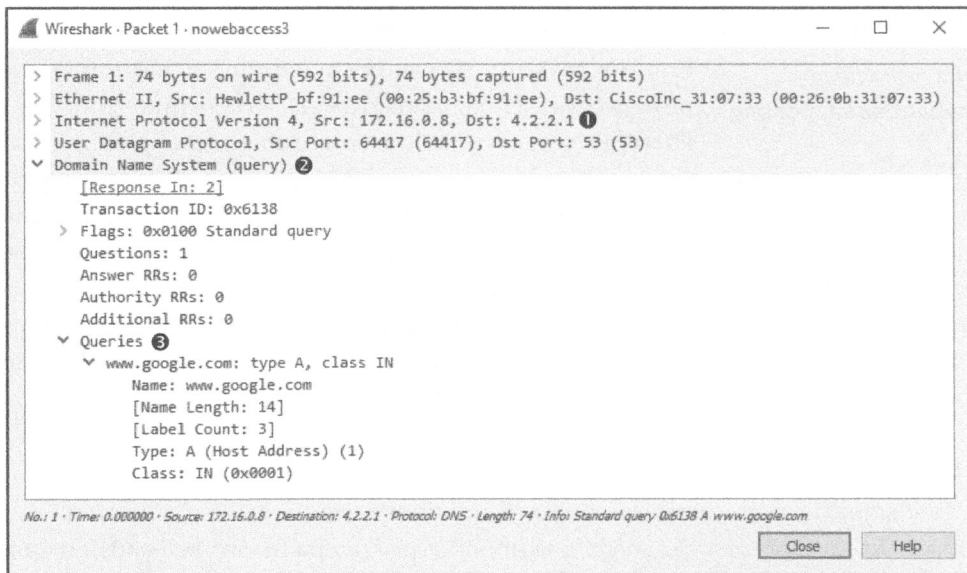 Wireshark · Packet 1 · nowebaccess3
> Frame 1: 74 bytes on wire (592 bits), 74 bytes captured (592 bits)
> Ethernet II, Src: HewlettP_bf:91:ee (00:25:b3:bf:91:ee), Dst: CiscoInc_31:07:33 (00:26:0b:31:07:33)
> Internet Protocol Version 4, Src: 172.16.0.8, Dst: 4.2.2.1 ❶
> User Datagram Protocol, Src Port: 64417 (64417), Dst Port: 53 (53)
Domain Name System (query) ❷
[Response In: 2]
Transaction ID: 0x6138
> Flags: 0x0100 Standard query
Questions: 1
Answer RRs: 0
Authority RRs: 0
Additional RRs: 0
Queries ❸
www.google.com: type A, class IN
Name: www.google.com
[Name Length: 14]
[Label Count: 3]
Type: A (Host Address) (1)
Class: IN (0x0001)
No.: 1 · Time: 0.000000 · Source: 172.16.0.8 · Destination: 4.2.2.1 · Protocol: DNS · Length: 74 · Info: Standard query 0x6138 A www.google.com
Close Help